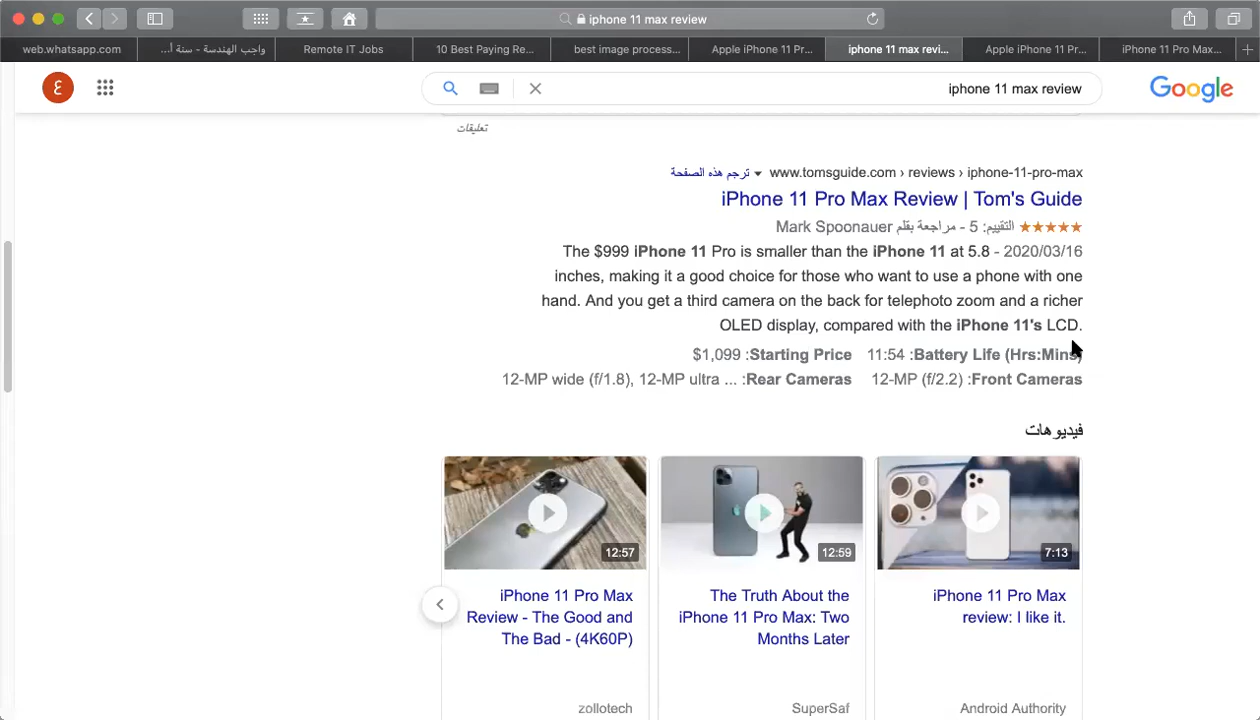 iphone 11 max review
web.whatsapp.com
واجب الهندسة - سنة أ...
Remote IT Jobs
10 Best Paying Re...
best image process...
Apple iPhone 11 Pr...
iphone 11 max revi...
Apple iPhone 11 Pr...
iPhone 11 Pro Max...
ع
iphone 11 max review
Google
تعليقات
www.tomsguide.com › reviews › iphone-11-pro-max ترجم هذه الصفحة
iPhone 11 Pro Max Review | Tom's Guide
التقييم: 5 - مراجعة بقلم Mark Spoonauer
The $999 iPhone 11 Pro is smaller than the iPhone 11 at 5.8 - 2020/03/16
inches, making it a good choice for those who want to use a phone with one
hand. And you get a third camera on the back for telephoto zoom and a richer
OLED display, compared with the iPhone 11's LCD.
Battery Life (Hrs:Mins): 11:54 Starting Price: $1,099
Front Cameras: 12-MP (f/2.2) Rear Cameras: 12-MP wide (f/1.8), 12-MP ultra ...
فيديوهات
7:13
iPhone 11 Pro Max
review: I like it.
Android Authority
12:59
The Truth About the
iPhone 11 Pro Max: Two
Months Later
SuperSaf
12:57
iPhone 11 Pro Max
Review - The Good and
The Bad - (4K60P)
zollotech